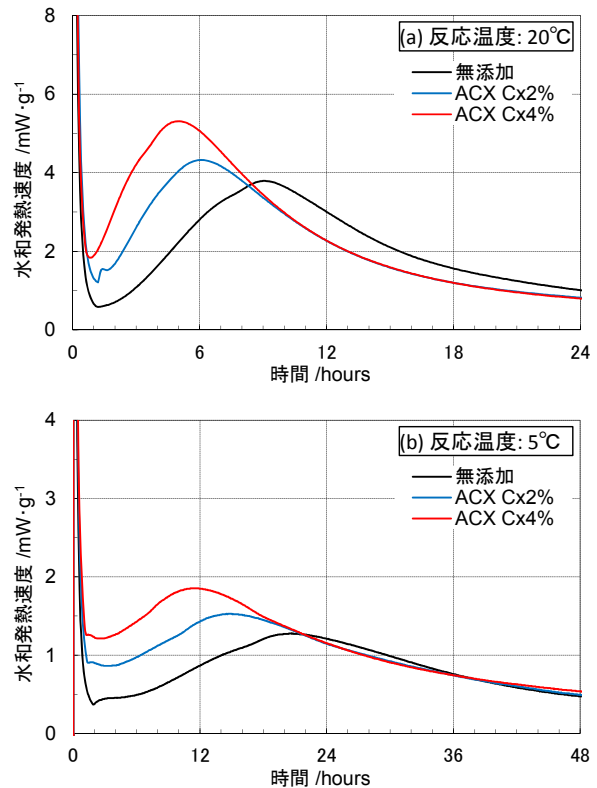 (a) 反応温度: 20℃
無添加
ACX Cx2%
ACX Cx4%
水和発熱速度 /mW·g-1
8
6
4
2
0
0 6 12 18 24
時間 /hours
(b) 反応温度: 5℃
無添加
ACX Cx2%
ACX Cx4%
水和発熱速度 /mW·g-1
4
3
2
1
0
0 12 24 36 48
時間 /hours